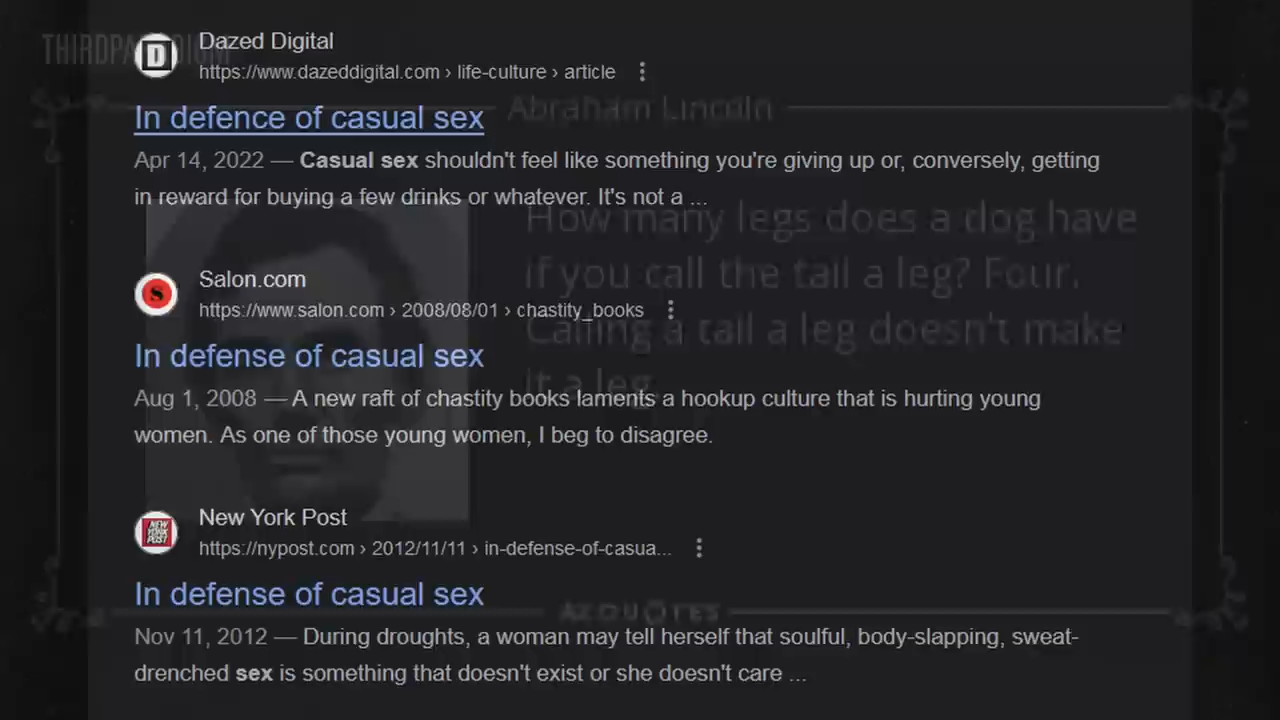 THIRDPA
Dazed Digital
https://www.dazeddigital.com › life-culture › article
In defence of casual sex
Abraham Lincoln
Apr 14, 2022 — Casual sex shouldn't feel like something you're giving up or, conversely, getting
in reward for buying a few drinks or whatever. It's not a ...
How many legs does a dog have
if you call the tail a leg? Four.
Calling a tail a leg doesn't make
it a leg.
Salon.com
https://www.salon.com › 2008/08/01 › chastity_books
In defense of casual sex
Aug 1, 2008 — A new raft of chastity books laments a hookup culture that is hurting young
women. As one of those young women, I beg to disagree.
New York Post
https://nypost.com › 2012/11/11 › in-defense-of-casua...
In defense of casual sex
ACQUOTES
Nov 11, 2012 — During droughts, a woman may tell herself that soulful, body-slapping, sweat-
drenched sex is something that doesn't exist or she doesn't care ...